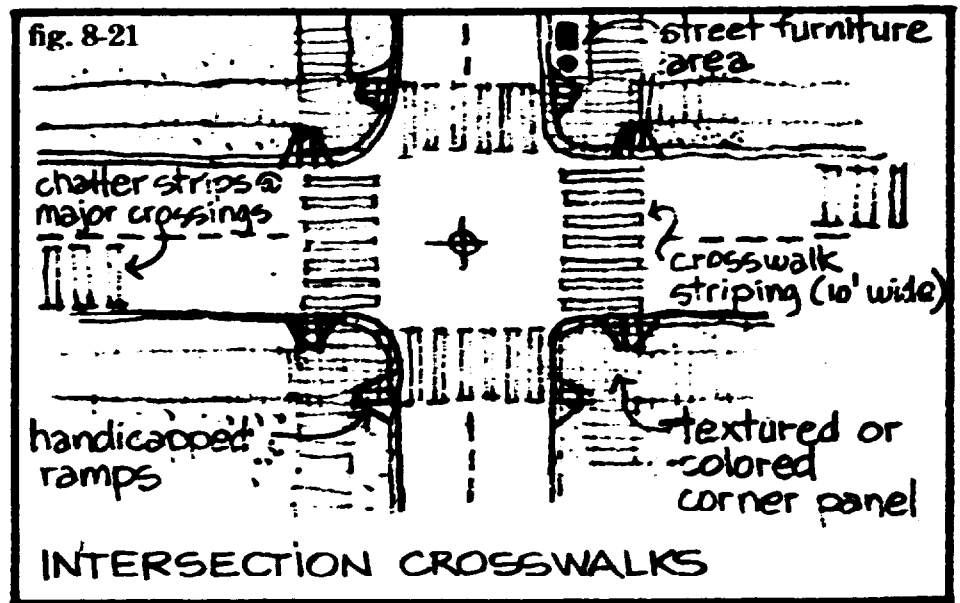 fig. 8-21
street furniture
area
chatter strips @
major crossings
crosswalk
striping (10' wide)
handicapped
ramps
textured or
colored
corner panel
INTERSECTION CROSSWALKS